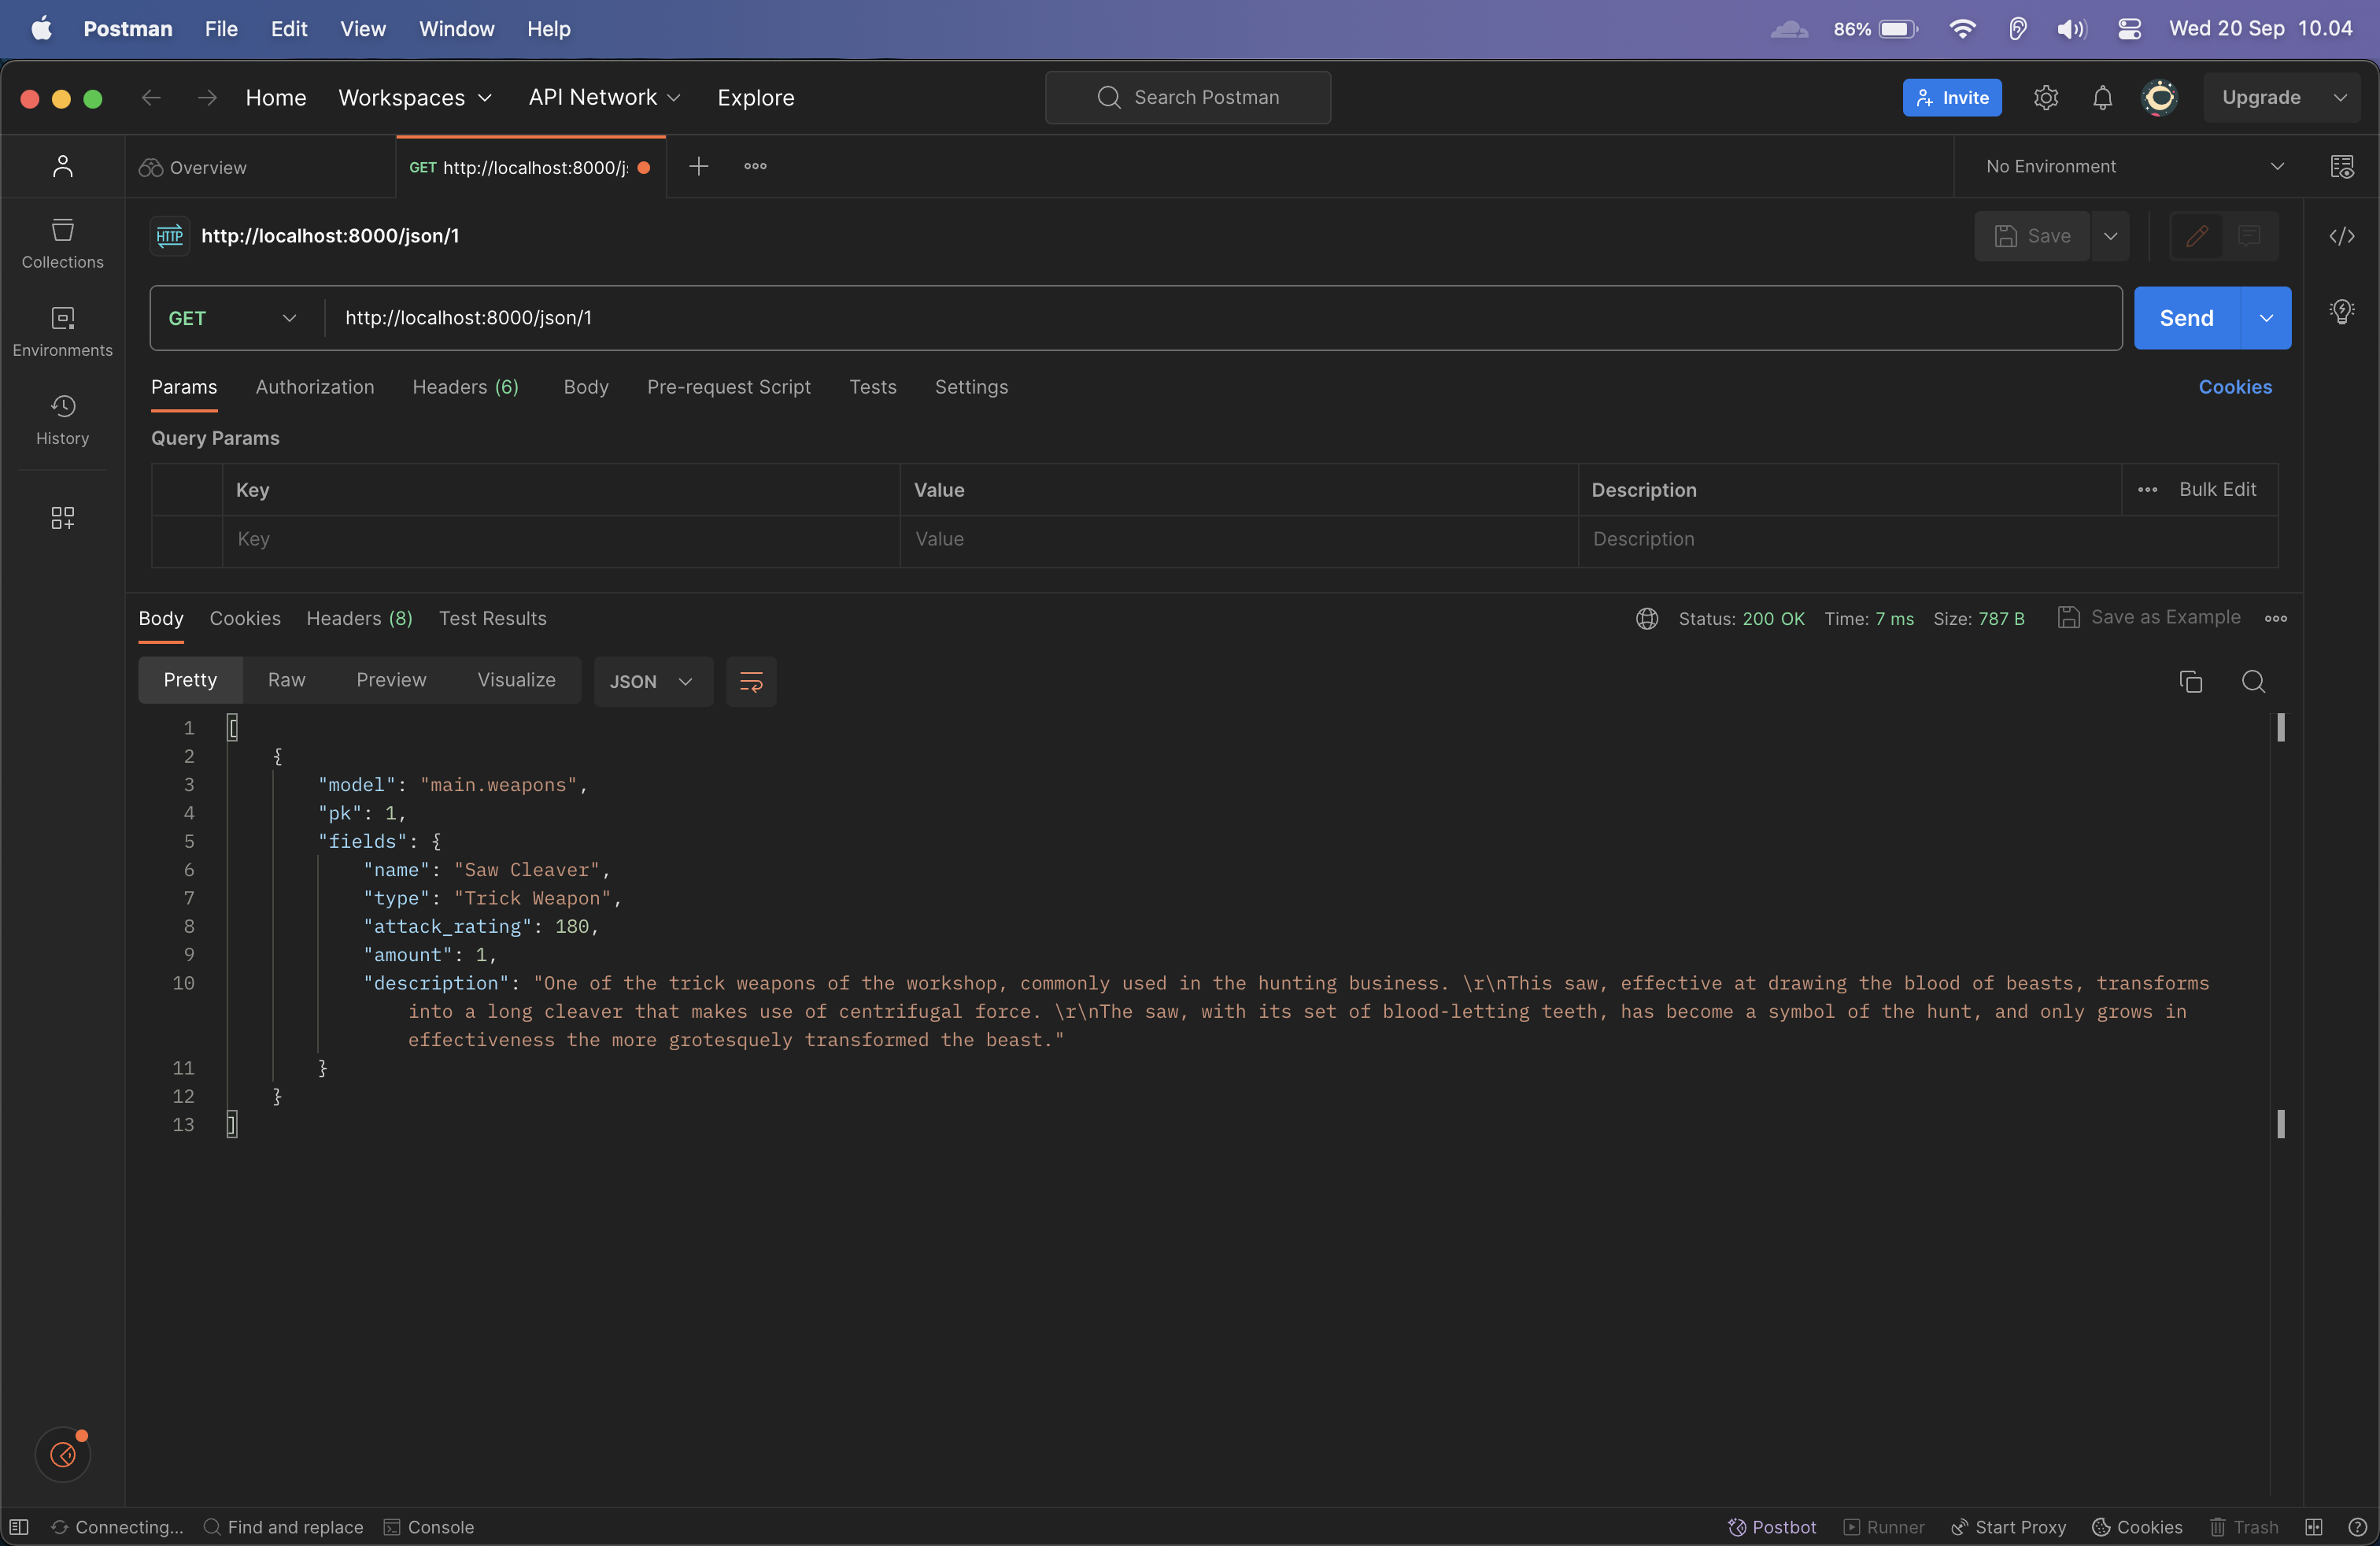 Postman File Edit View Window Help 86% Wed 20 Sep 10.04
Home Workspaces API Network Explore Search Postman Invite Upgrade
Overview GET http://localhost:8000/j: No Environment
HTTP http://localhost:8000/json/1 Save
Collections
GET http://localhost:8000/json/1 Send
Environments
Params Authorization Headers (6) Body Pre-request Script Tests Settings Cookies
History
Query Params
Key Value Description Bulk Edit
Key Value Description
Body Cookies Headers (8) Test Results Status: 200 OK Time: 7 ms Size: 787 B Save as Example
Pretty Raw Preview Visualize JSON
1 [
2 {
3 "model": "main.weapons",
4 "pk": 1,
5 "fields": {
6 "name": "Saw Cleaver",
7 "type": "Trick Weapon",
8 "attack_rating": 180,
9 "amount": 1,
10 "description": "One of the trick weapons of the workshop, commonly used in the hunting business. \r\nThis saw, effective at drawing the blood of beasts, transforms
into a long cleaver that makes use of centrifugal force. \r\nThe saw, with its set of blood-letting teeth, has become a symbol of the hunt, and only grows in
effectiveness the more grotesquely transformed the beast."
11 }
12 }
13 ]
Connecting... Find and replace Console Postbot Runner Start Proxy Cookies Trash